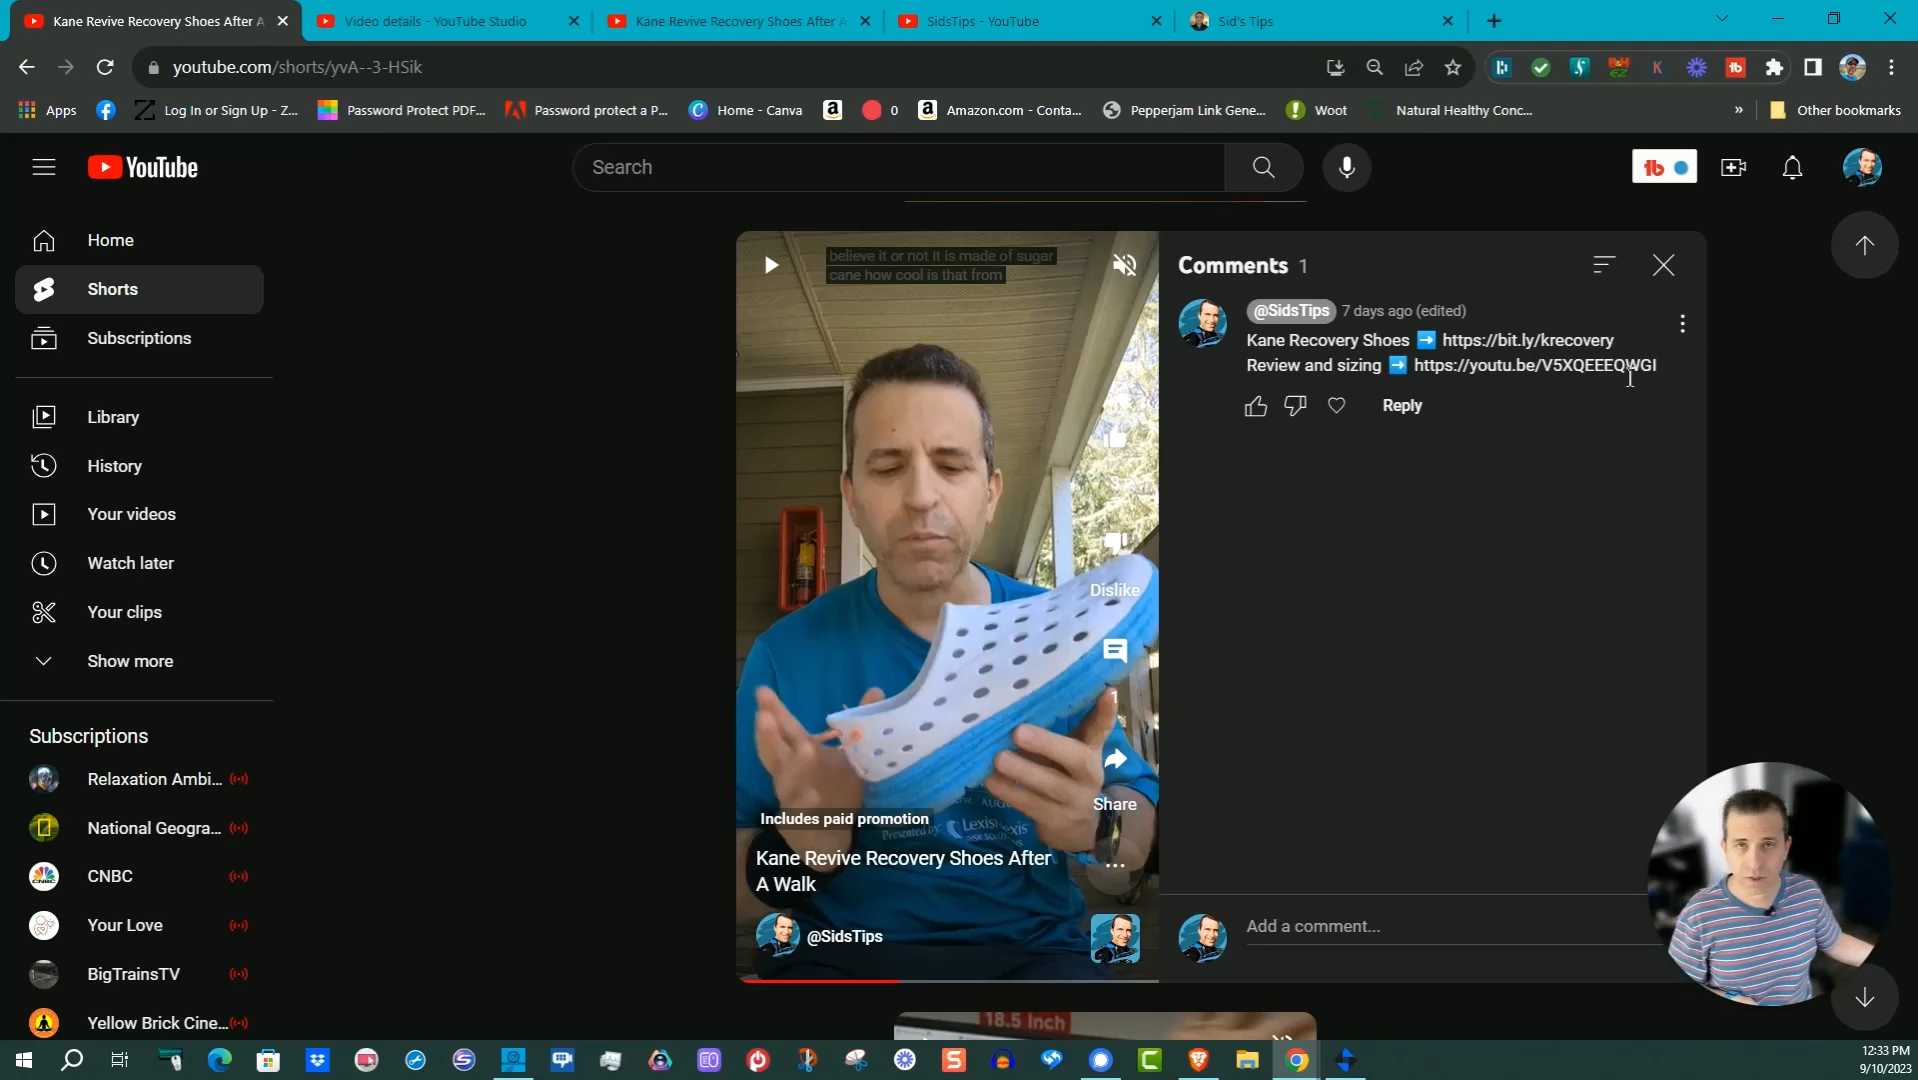 Kane Revive Recovery Shoes After A
Video details - YouTube Studio
Kane Revive Recovery Shoes After A
SidsTips - YouTube
Sid's Tips
youtube.com/shorts/yvA--3-HSik
Apps
Log In or Sign Up - Z...
Password Protect PDF...
Password protect a P...
Home - Canva
0
Amazon.com - Conta...
Pepperjam Link Gene...
Woot
Natural Healthy Conc...
»
Other bookmarks
YouTube
Search
Home
Shorts
Subscriptions
Library
History
Your videos
Watch later
Your clips
Show more
Subscriptions
Relaxation Ambi...
National Geogra...
CNBC
Your Love
BigTrainsTV
Yellow Brick Cine...
believe it or not it is made of sugar
cane how cool is that from
3
Dislike
1
Share
Includes paid promotion
Kane Revive Recovery Shoes After
A Walk
@SidsTips
Comments 1
@SidsTips 7 days ago (edited)
Kane Recovery Shoes ➡️ https://bit.ly/krecovery
Review and sizing ➡️ https://youtu.be/V5XQEEEQWGI
Reply
Add a comment...
18.5 Inch
12:33 PM
9/10/2023